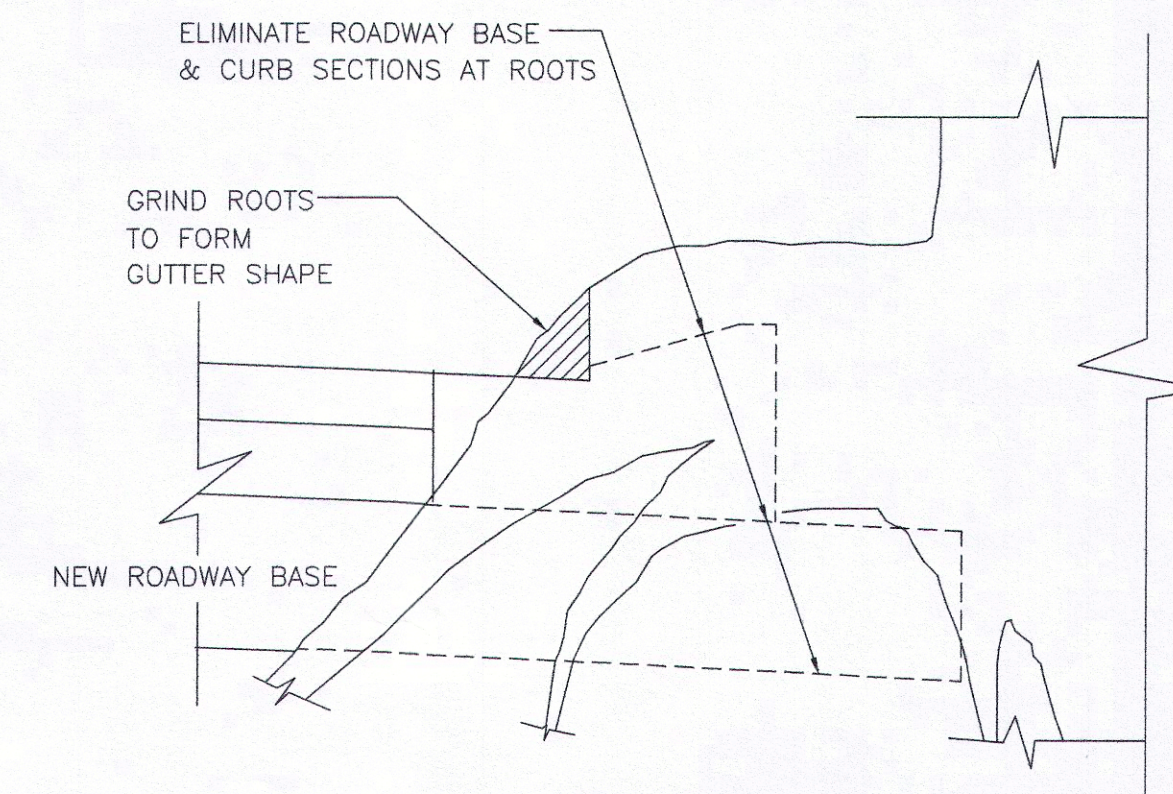 ELIMINATE ROADWAY BASE
& CURB SECTIONS AT ROOTS
GRIND ROOTS
TO FORM
GUTTER SHAPE
NEW ROADWAY BASE